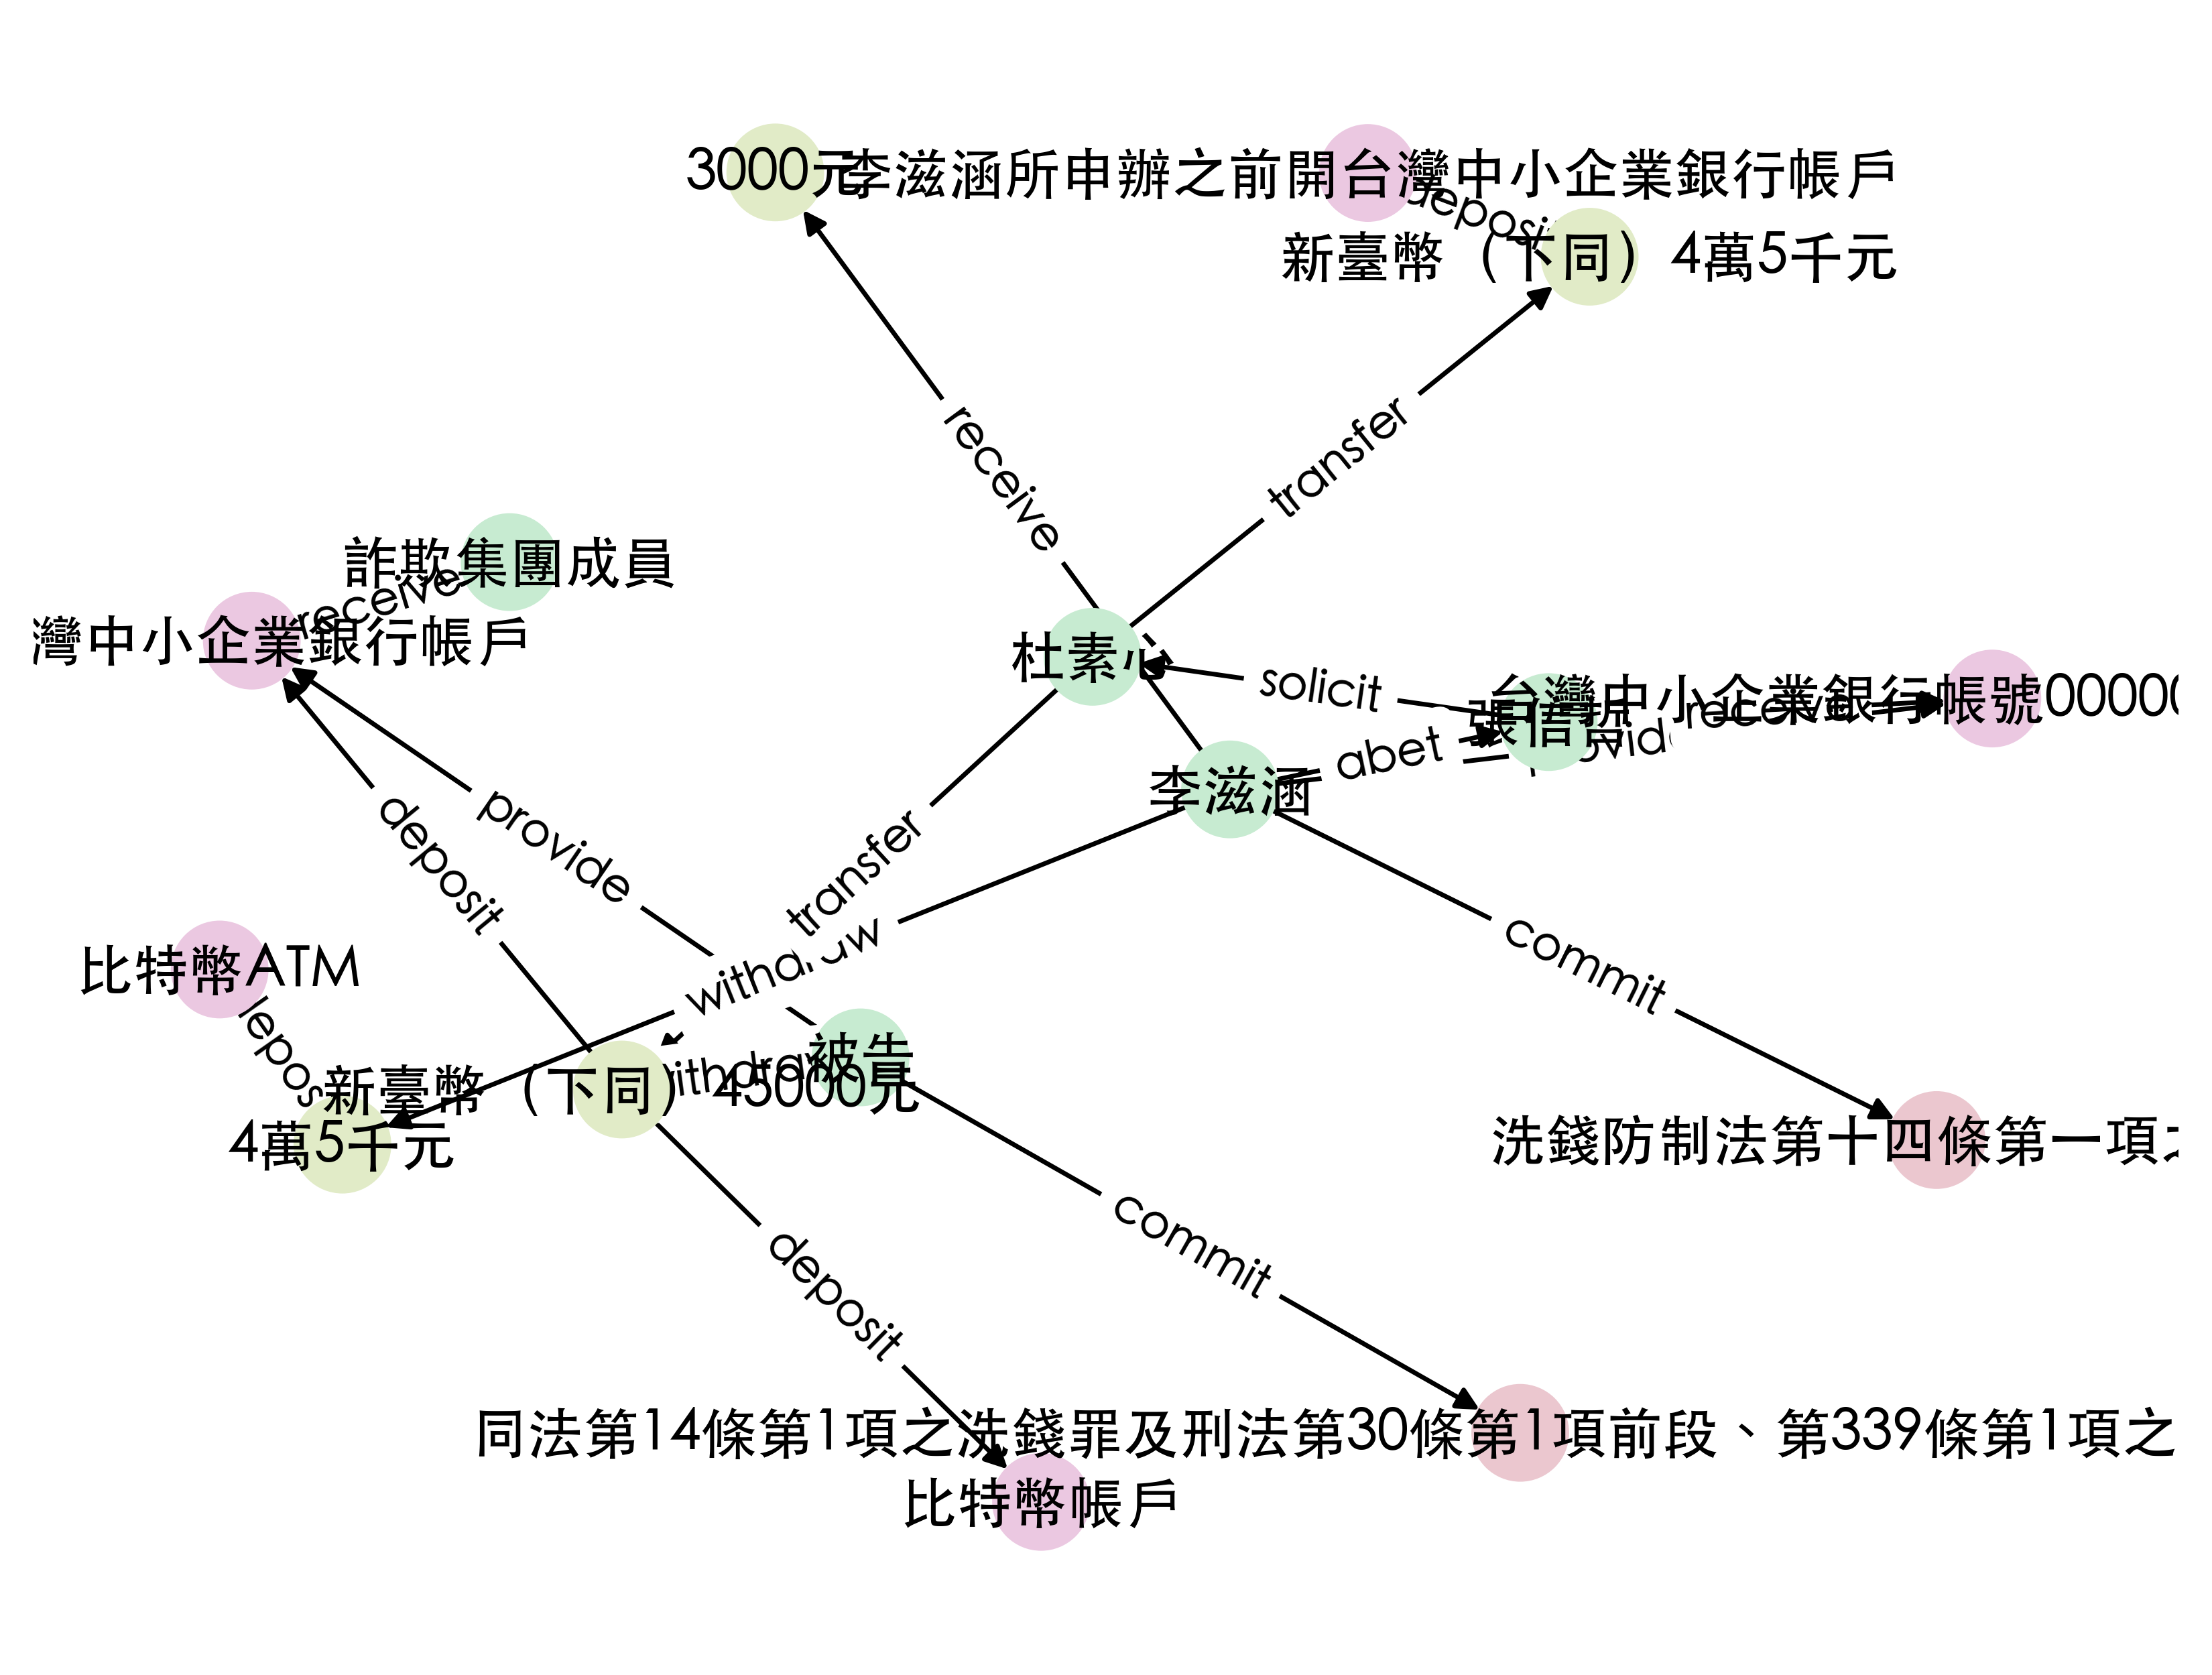 3000元
李滋涵所申辦之前開台灣中小企業銀行帳戶
新臺幣（下同）4萬5千元
receive
transfer
詐欺集團成員
receive
灣中小企業銀行帳戶
杜素心
solicit
台灣中小企業銀行帳號00000
receive
abet
李滋涵
provide
deposit
transfer
commit
比特幣ATM
withdraw
被告
新臺幣（下同）45000元
4萬5千元
洗錢防制法第十四條第一項
commit
deposit
同法第14條第1項之洗錢罪及刑法第30條第1項前段、第339條第1項之
比特幣帳戶